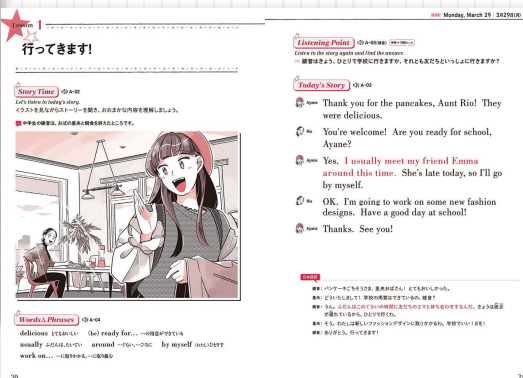 Lesson 1
行ってきます!
Story Time A-02
Let's listen to today's story.
イラストを見ながらストーリーを聞き、おおまかな内容を理解しましょう。
中学生の綾音は、おばの里央と朝食を終えたところです。
Words & Phrases A-04
delicious とてもおいしい (be) ready for... …の用意ができている
usually ふだんは、たいてい around …ぐらい、…ごろに by myself (わたし)ひとりで
work on... …に取りかかる、…に取り組む
20
Monday, March 29 3月29日(月)
Listening Point A-05
Listen to the story again and find the answer.
綾音はきょう、ひとりで学校に行きますか、それとも友だちといっしょに行きますか?
Today's Story A-03
Ayane Thank you for the pancakes, Aunt Rio! They
were delicious.
Rio You're welcome! Are you ready for school,
Ayane?
Ayane Yes. I usually meet my friend Emma
around this time. She's late today, so I'll go
by myself.
Rio OK. I'm going to work on some new fashion
designs. Have a good day at school!
Ayane Thanks. See you!
日本語訳
綾音:パンケーキごちそうさま、里央おばさん! とてもおいしかった。
里央:どういたしまして! 学校の用意はできているの、綾音?
綾音:うん。ふだんはこのぐらいの時間に友だちのエマと待ち合わせするんだ。きょうは彼女
が遅れているから、ひとりで行くわ。
里央:そう。わたしは新しいファッションデザインに取りかかるわ。学校でいい1日を!
綾音:ありがとう。行ってきます!